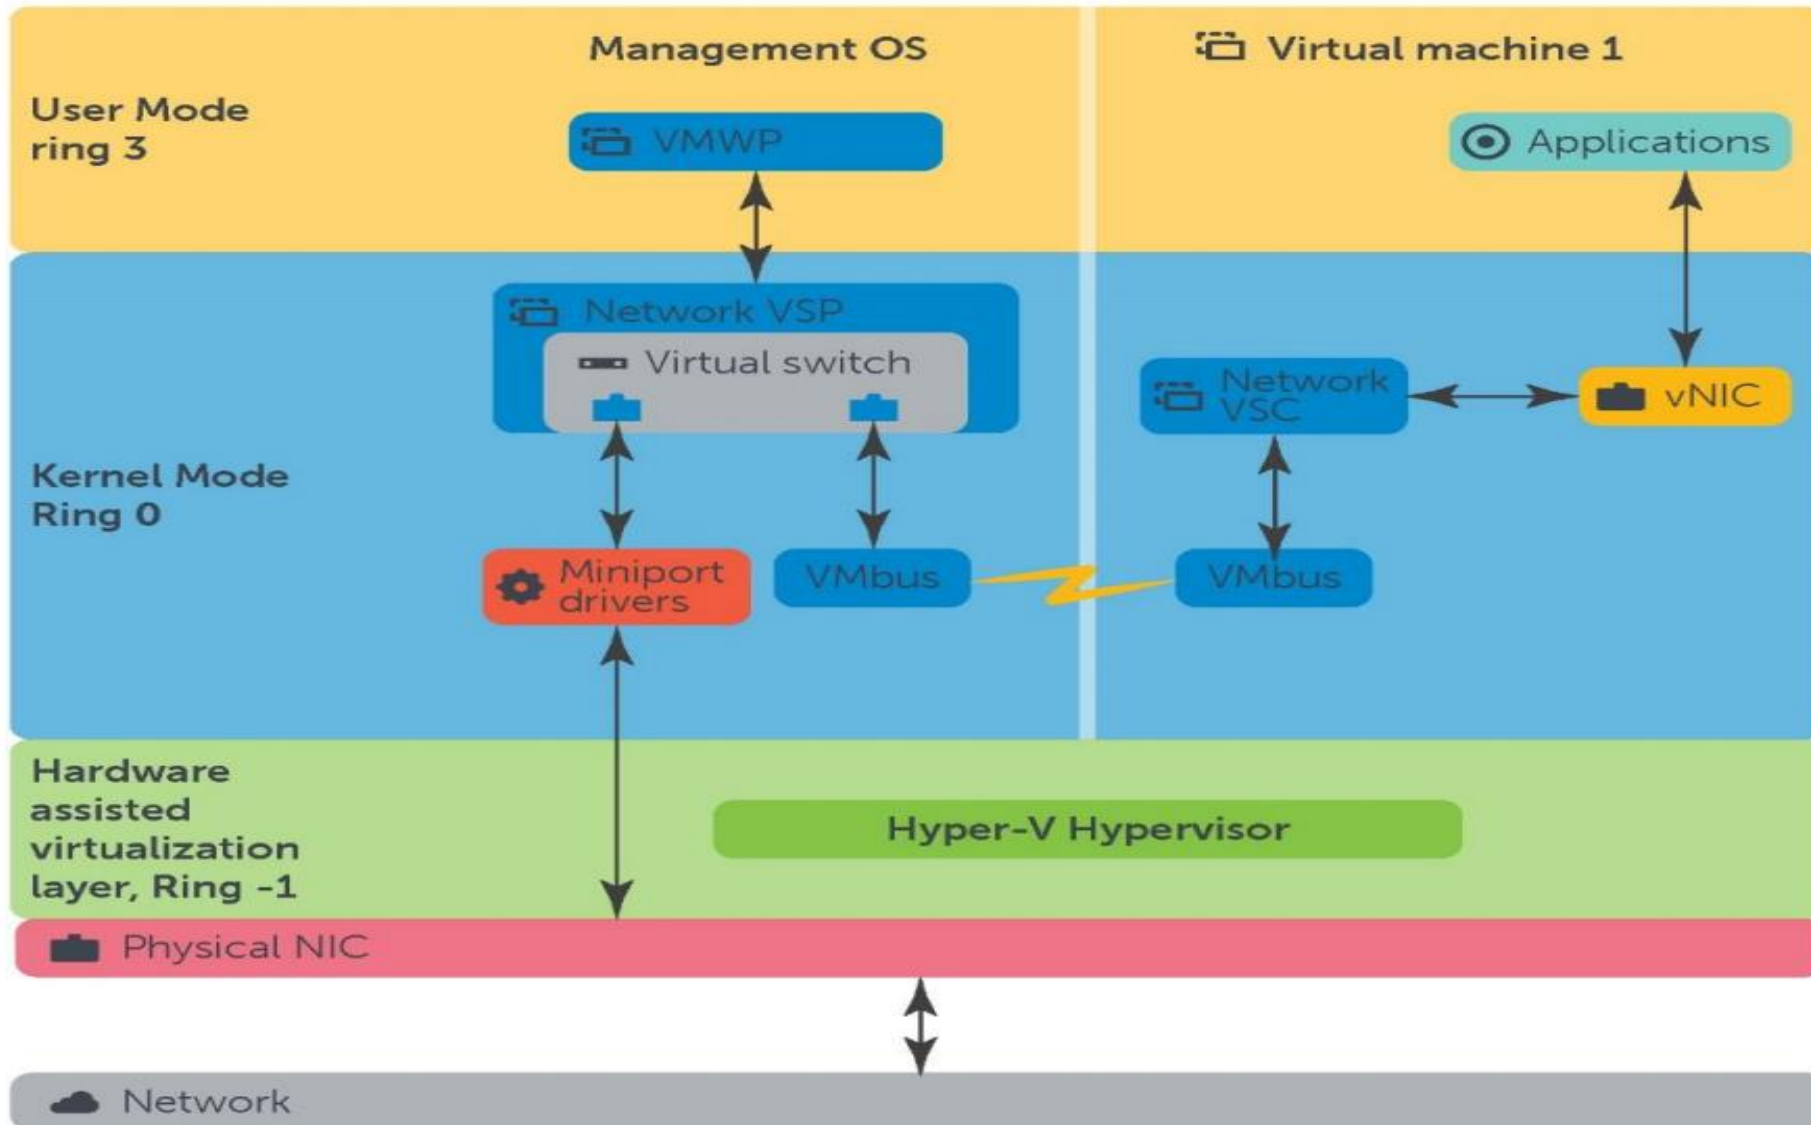 Management OS
Virtual machine 1
User Mode
ring 3
VMWP
Applications
Network VSP
Virtual switch
Network
VSC
vNIC
Kernel Mode
Ring 0
Miniport
drivers
VMbus
VMbus
Hardware
assisted
virtualization
layer, Ring -1
Hyper-V Hypervisor
Physical NIC
Network